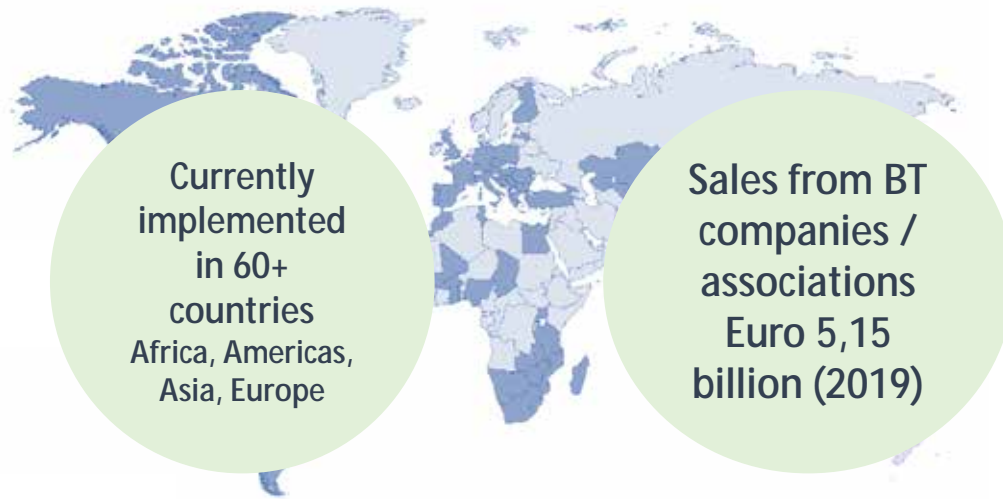 Currently
implemented
in 60+
countries
Africa, Americas,
Asia, Europe
Sales from BT
companies /
associations
Euro 5,15
billion (2019)